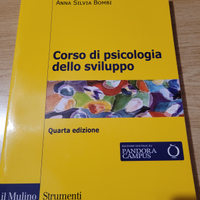 ANNA SILVIA BOMBI
Corso di psicologia
dello sviluppo
Quarta edizione
PANDORA
CAMPUS
il Mulino Strumenti